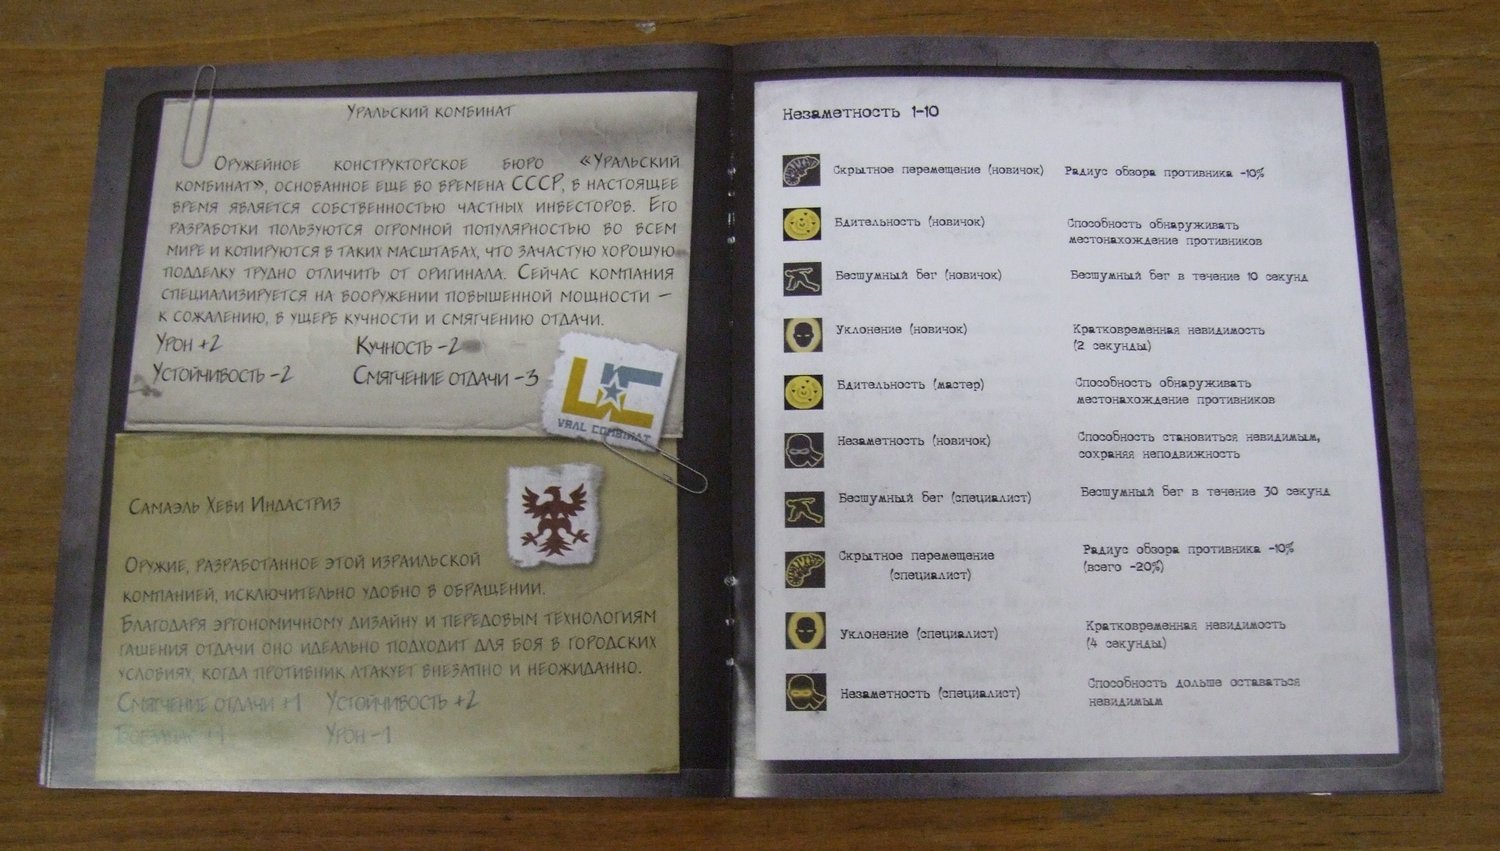 Уральский комбинат
Оружейное конструкторское бюро «Уральский
комбинат», основанное еще во времена СССР, в настоящее
время является собственностью частных инвесторов. Его
разработки пользуются огромной популярностью во всем
мире и копируются в таких масштабах, что зачастую хорошую
подделку трудно отличить от оригинала. Сейчас компания
специализируется на вооружении повышенной мощности –
к сожалению, в ущерб кучности и смягчению отдачи.
Урон +2 Кучность -2
Устойчивость -2 Смягчение отдачи -3
UC
VRAL COMBINAT
Самаэль Хеви Индастриз
Оружие, разработанное этой израильской
компанией, исключительно удобно в обращении.
Благодаря эргономичному дизайну и передовым технологиям
гашения отдачи оно идеально подходит для боя в городских
условиях, когда противник атакует внезапно и неожиданно.
Смягчение отдачи +1 Устойчивость +2
Боезапас +1 Урон -1
Незаметность 1-10
Скрытное перемещение (новичок) Радиус обзора противника -10%
Бдительность (новичок) Способность обнаруживать
местонахождение противников
Бесшумный бег (новичок) Бесшумный бег в течение 10 секунд
Уклонение (новичок) Кратковременная невидимость
(2 секунды)
Бдительность (мастер) Способность обнаруживать
местонахождение противников
Незаметность (новичок) Способность становиться невидимым,
сохраняя неподвижность
Бесшумный бег (специалист) Бесшумный бег в течение 30 секунд
Скрытное перемещение Радиус обзора противника -10%
(специалист) (всего -20%)
Уклонение (специалист) Кратковременная невидимость
(4 секунды)
Незаметность (специалист) Способность дольше оставаться
невидимым